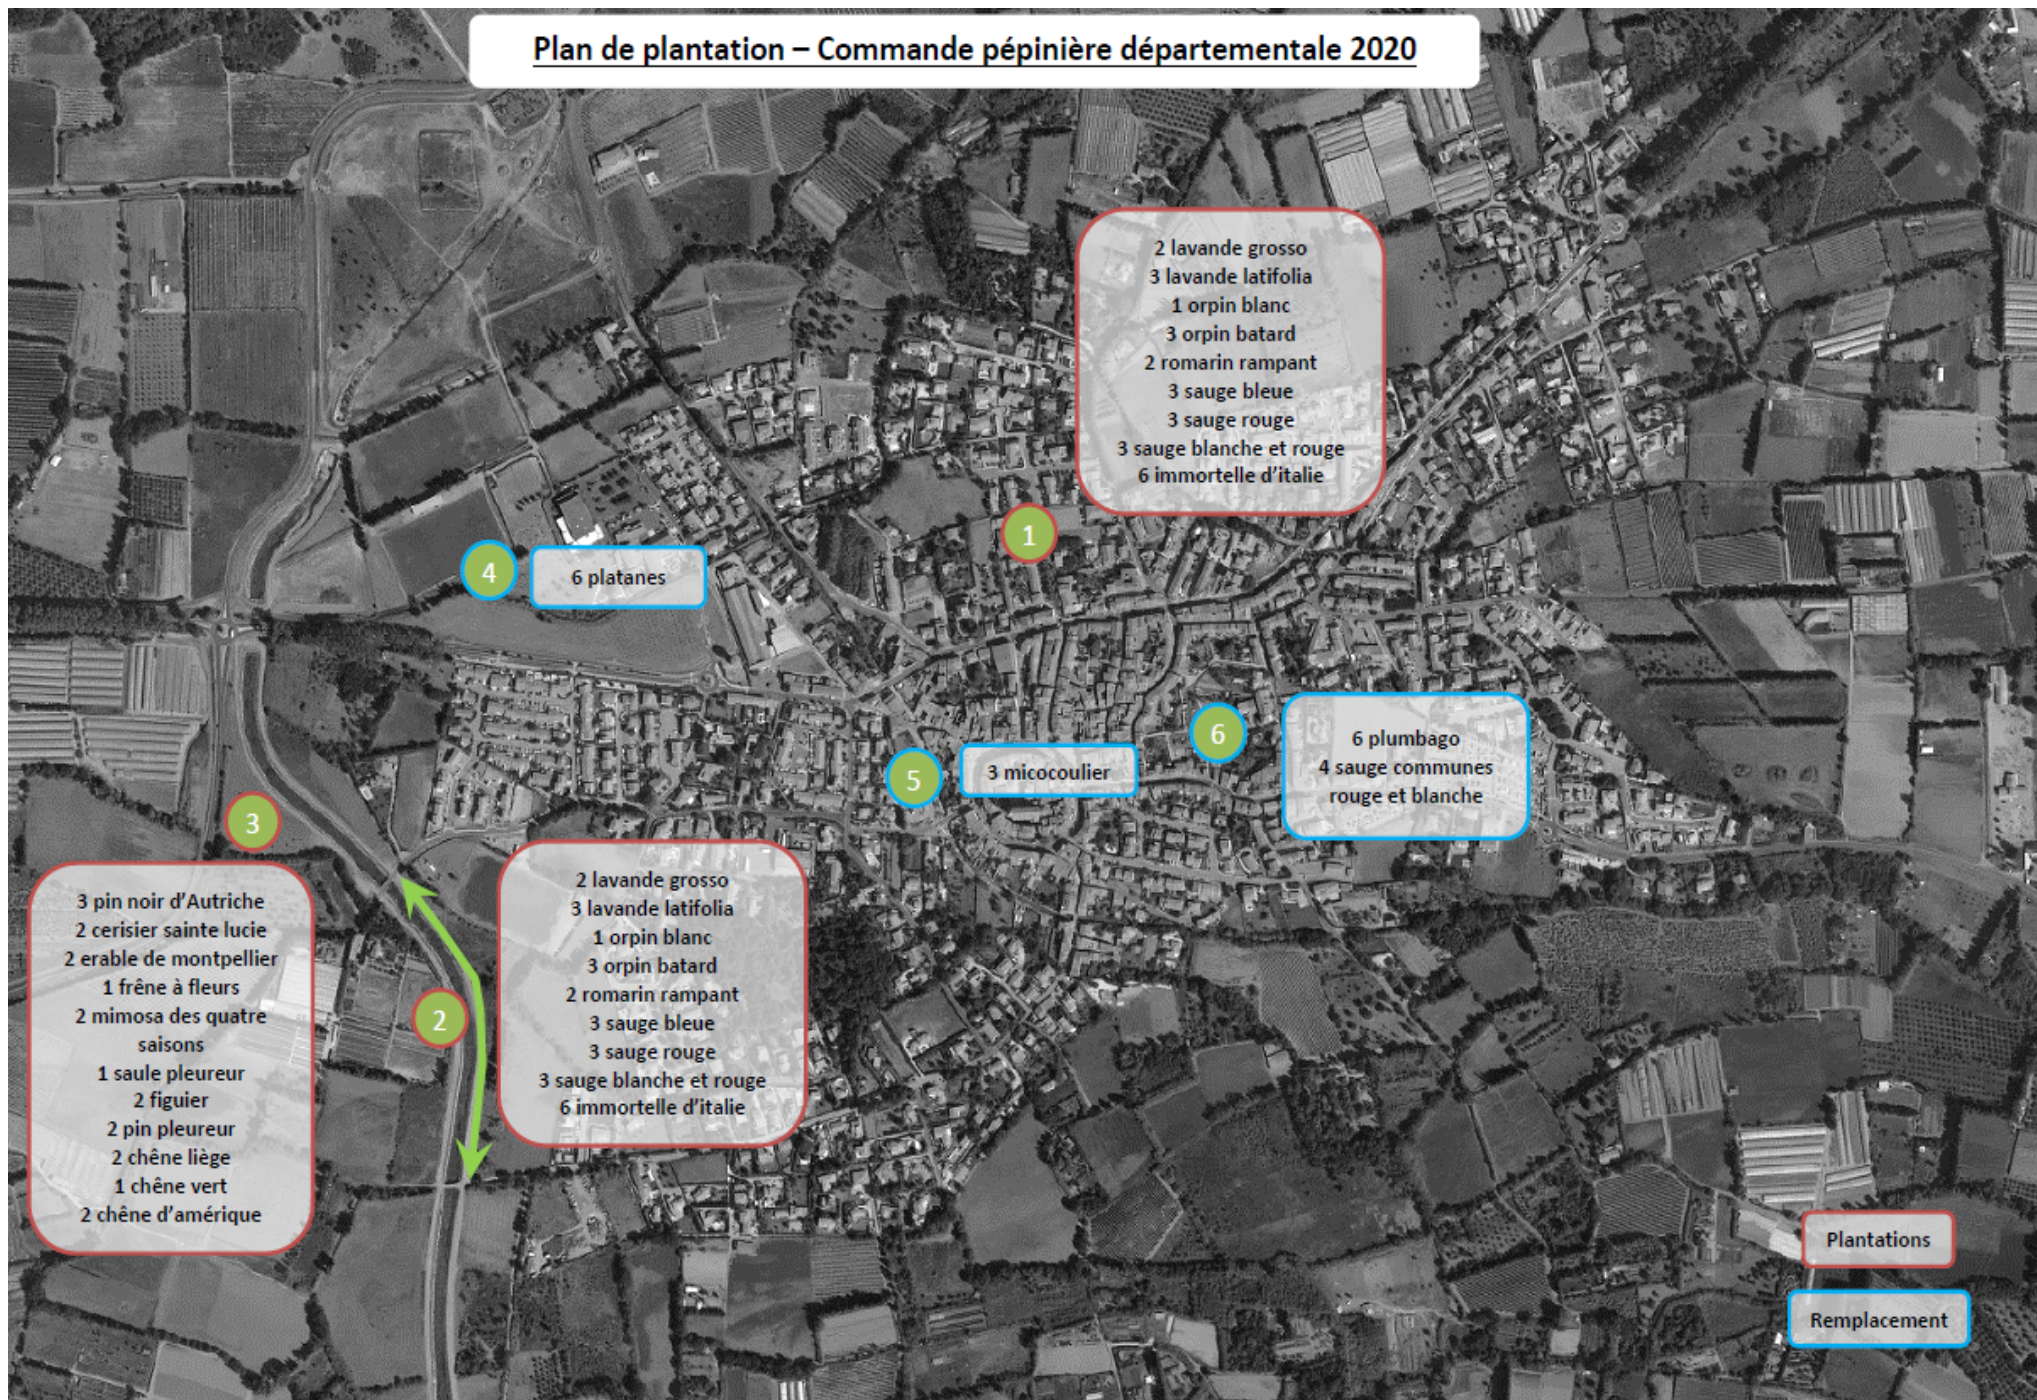 Plan de plantation – Commande pépinière départementale 2020
2 lavande grosso
3 lavande latifolia
1 orpin blanc
3 orpin batard
2 romarin rampant
3 sauge bleue
3 sauge rouge
3 sauge blanche et rouge
6 immortelle d'italie
1
4
6 platanes
6
6 plumbago
4 sauge communes
rouge et blanche
5
3 micocoulier
3
3 pin noir d'Autriche
2 cerisier sainte lucie
2 erable de montpellier
1 frêne à fleurs
2 mimosa des quatre
saisons
1 saule pleureur
2 figuier
2 pin pleureur
2 chêne liège
1 chêne vert
2 chêne d'amérique
2
2 lavande grosso
3 lavande latifolia
1 orpin blanc
3 orpin batard
2 romarin rampant
3 sauge bleue
3 sauge rouge
3 sauge blanche et rouge
6 immortelle d'italie
Plantations
Remplacement